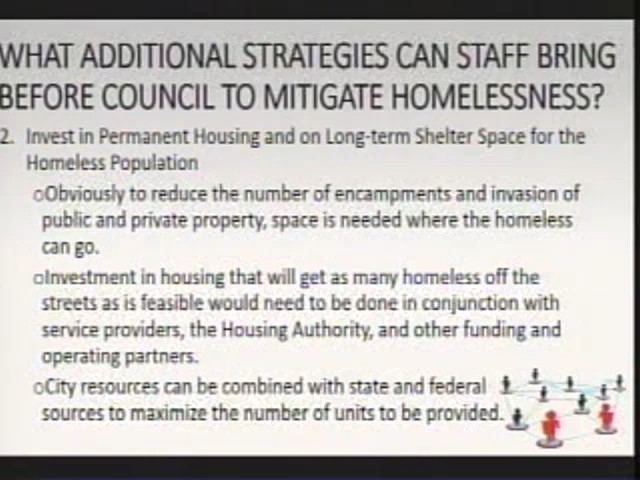 WHAT ADDITIONAL STRATEGIES CAN STAFF BRING
BEFORE COUNCIL TO MITIGATE HOMELESSNESS?
2. Invest in Permanent Housing and on Long-term Shelter Space for the
Homeless Population
oObviously to reduce the number of encampments and invasion of
public and private property, space is needed where the homeless
can go.
oInvestment in housing that will get as many homeless off the
streets as is feasible would need to be done in conjunction with
service providers, the Housing Authority, and other funding and
operating partners.
oCity resources can be combined with state and federal
sources to maximize the number of units to be provided.